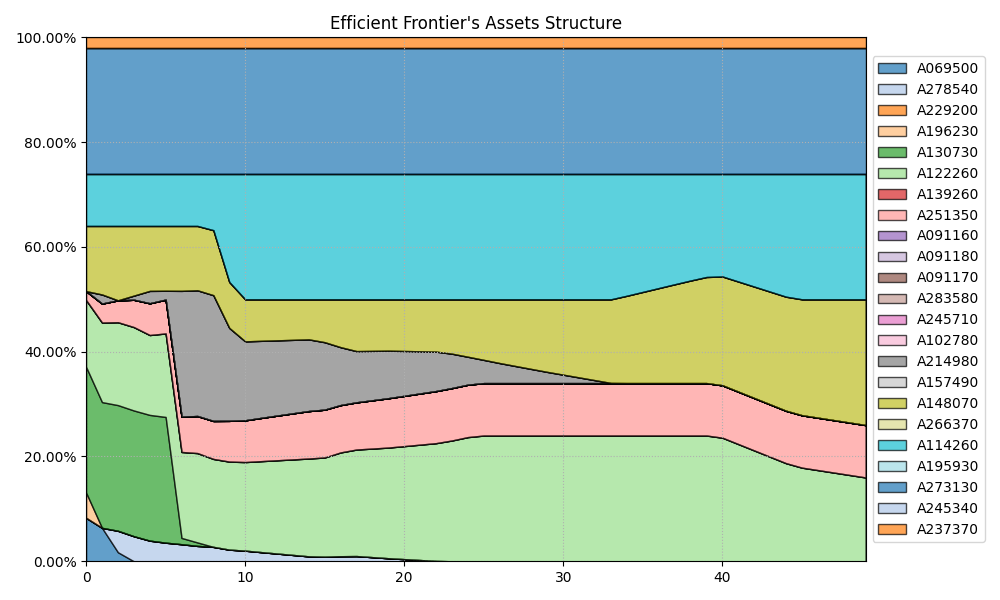 Efficient Frontier's Assets Structure
100.00%
80.00%
60.00%
40.00%
20.00%
0.00%
0
10
20
30
40
A069500
A278540
A229200
A196230
A130730
A122260
A139260
A251350
A091160
A091180
A091170
A283580
A245710
A102780
A214980
A157490
A148070
A266370
A114260
A195930
A273130
A245340
A237370